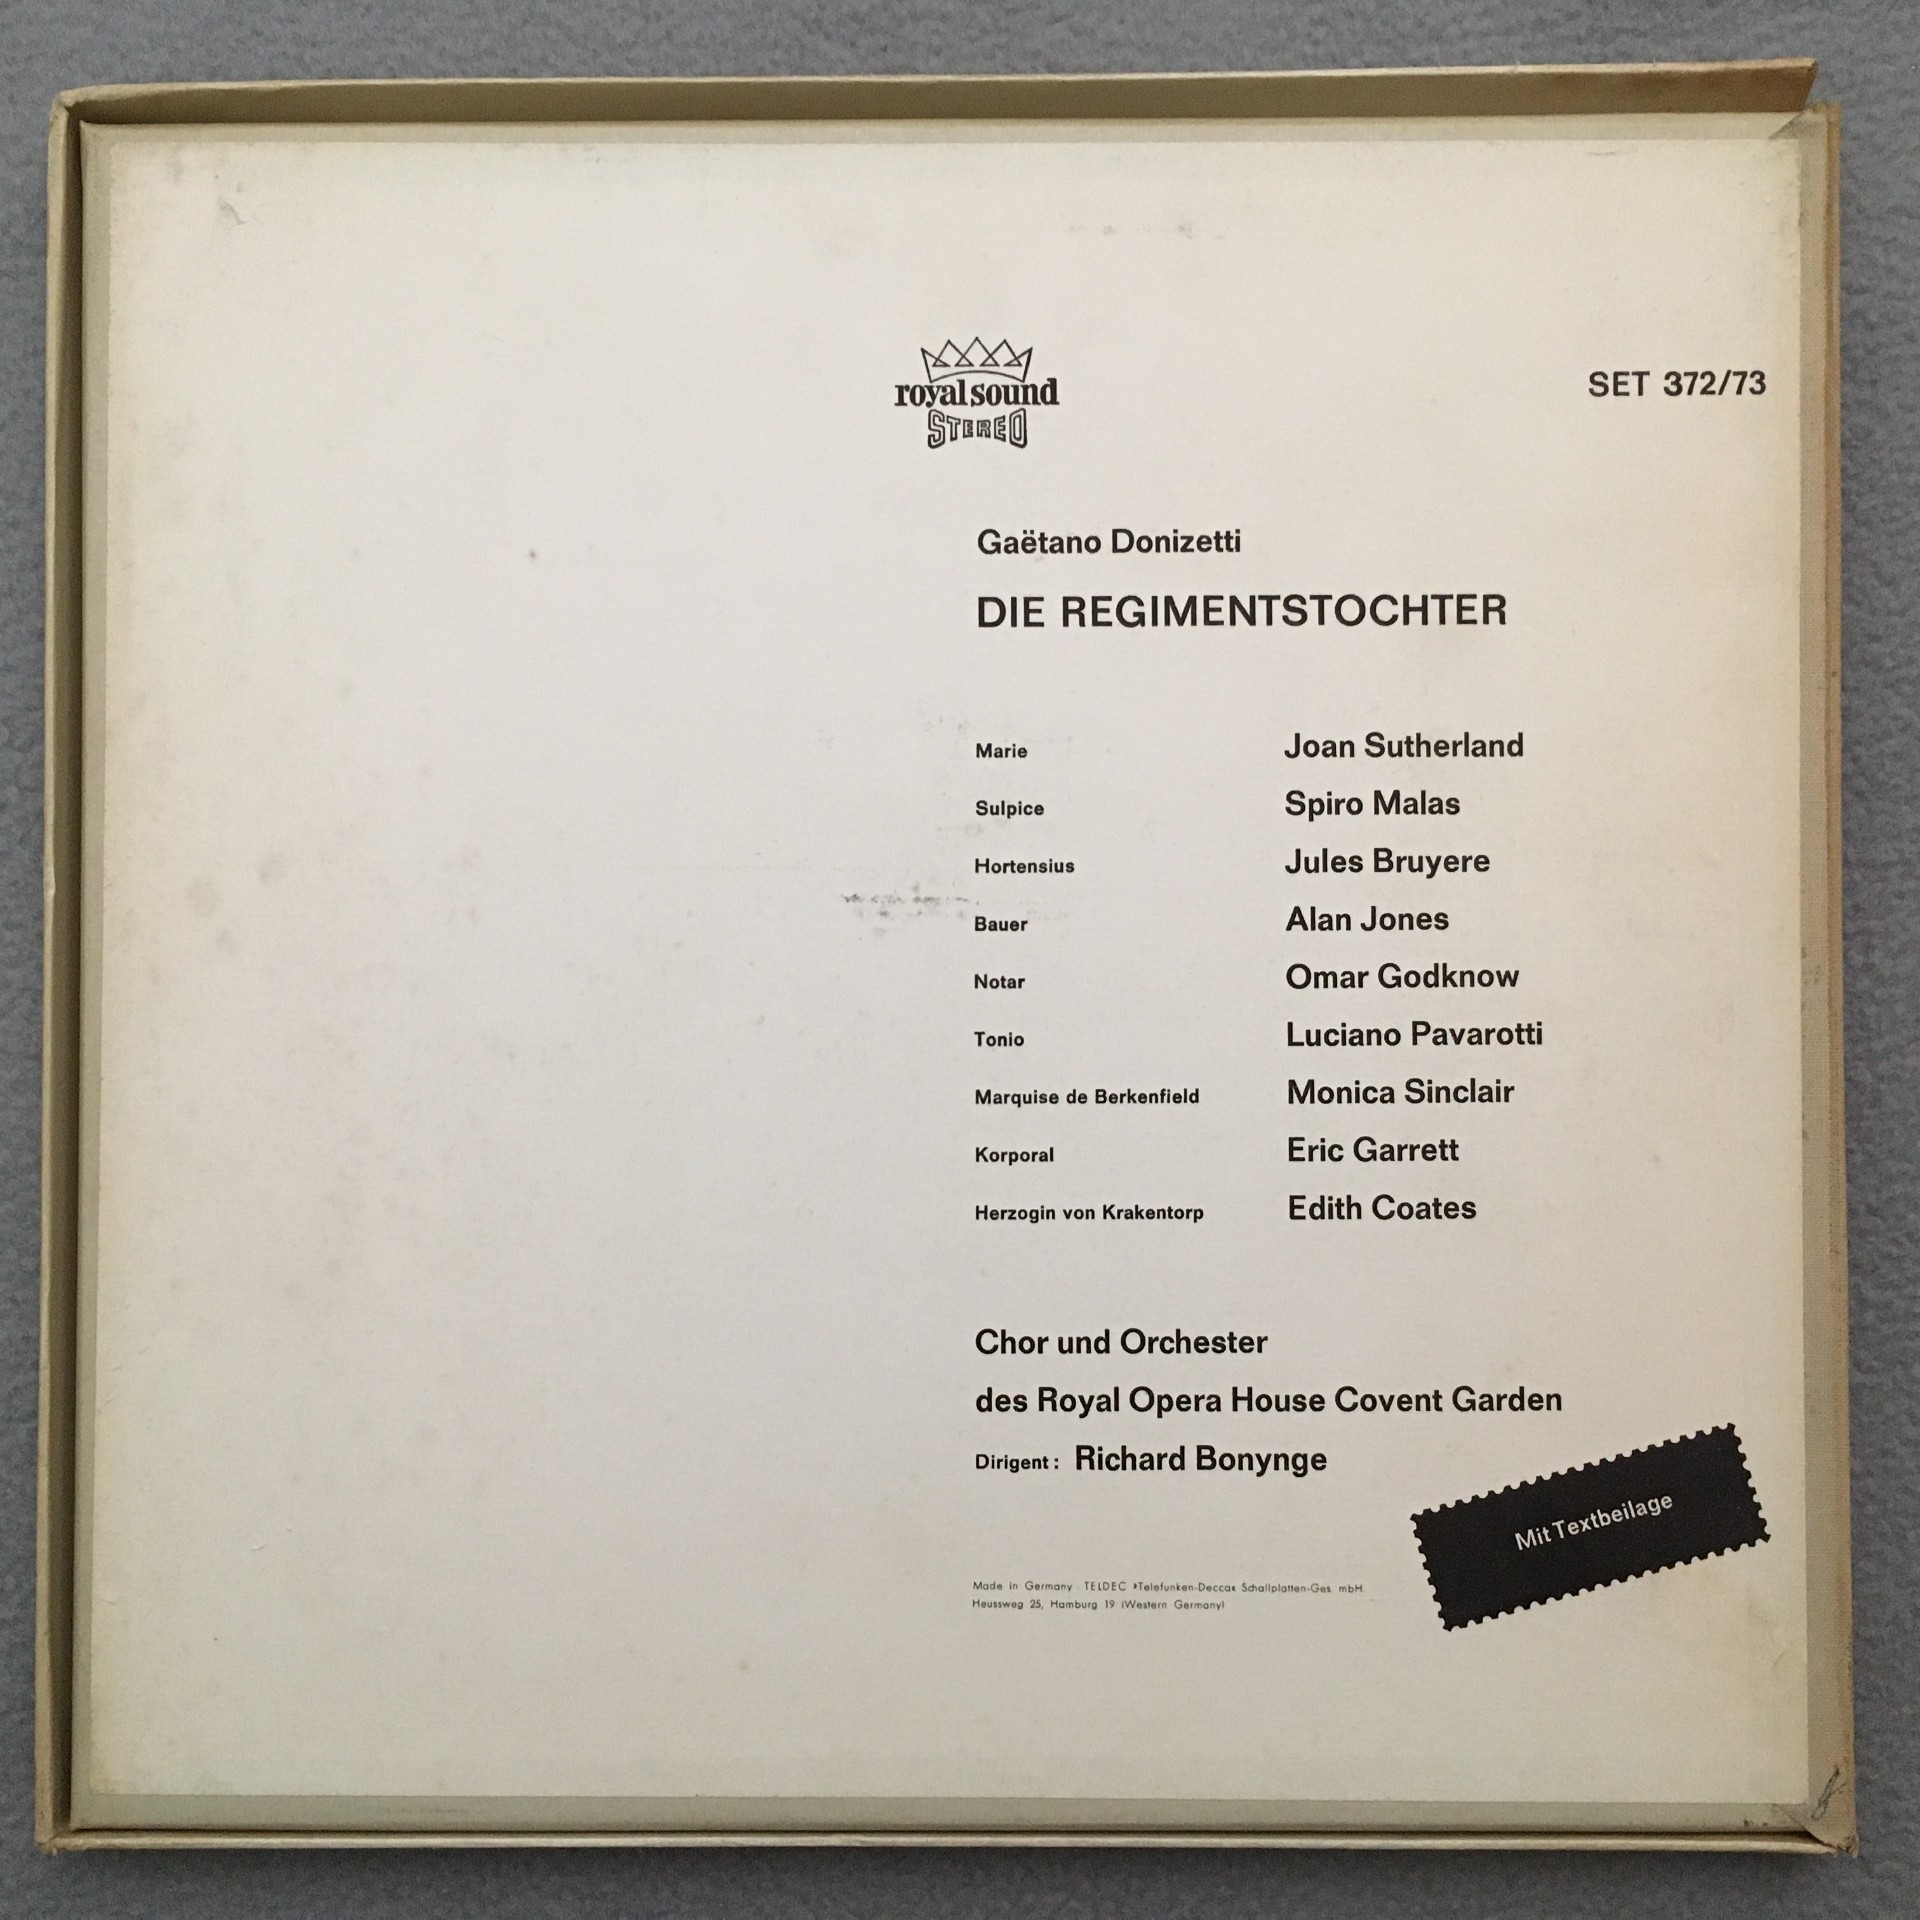 royal sound
STEREO
SET 372/73
Gaëtano Donizetti
DIE REGIMENTSTOCHTER
Marie Joan Sutherland
Sulpice Spiro Malas
Hortensius Jules Bruyere
Bauer Alan Jones
Notar Omar Godknow
Tonio Luciano Pavarotti
Marquise de Berkenfield Monica Sinclair
Korporal Eric Garrett
Herzogin von Krakentorp Edith Coates
Chor und Orchester
des Royal Opera House Covent Garden
Dirigent: Richard Bonynge
Mit Textbeilage
Made in Germany · TELDEC »Telefunken-Decca« Schallplatten-Ges. mbH.
Heussweg 25, Hamburg 19 (Western Germany)